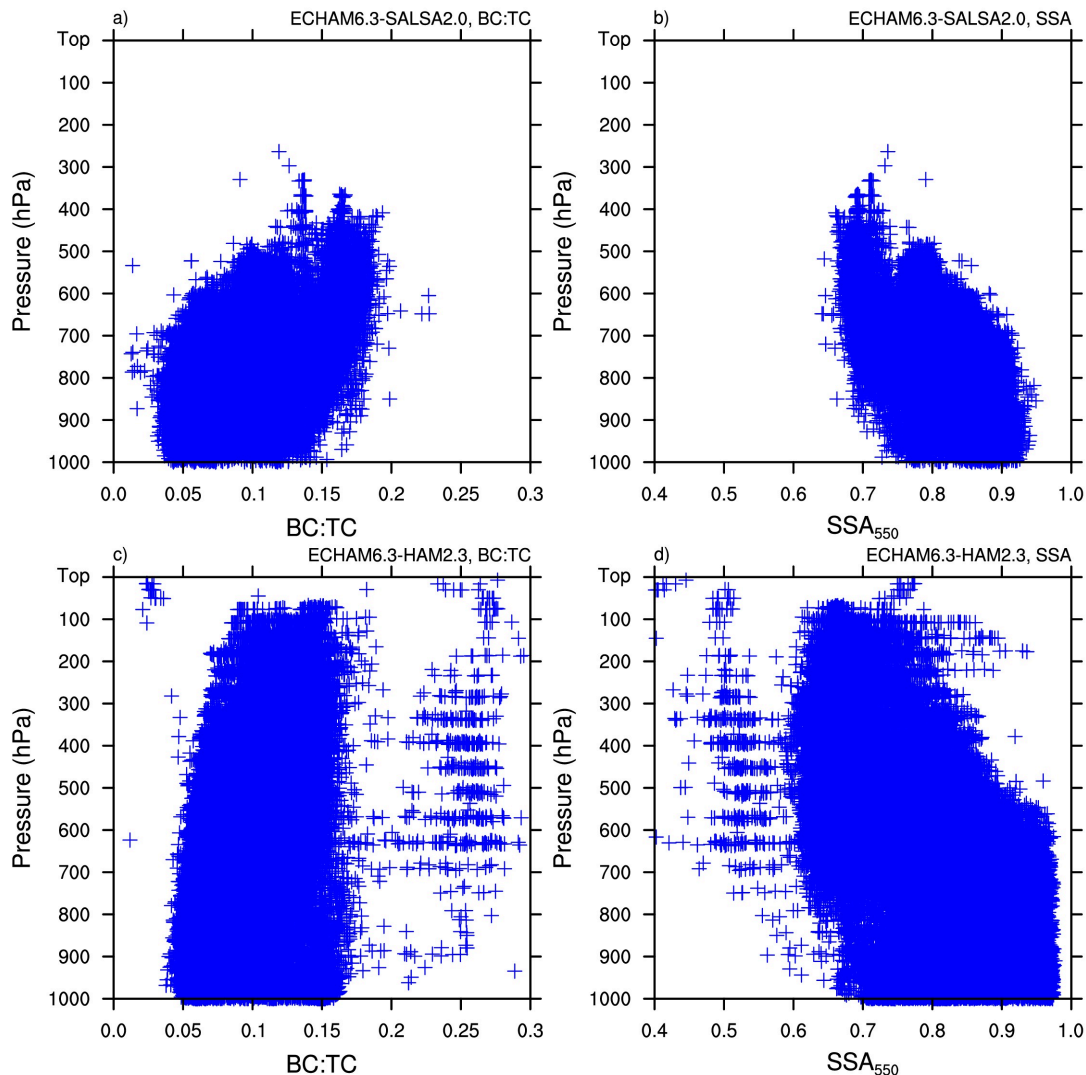 a) ECHAM6.3-SALSA2.0, BC:TC
Top
100
200
300
400
500
600
700
800
900
1000
Pressure (hPa)
0.0 0.05 0.1 0.15 0.2 0.25 0.3
BC:TC
b) ECHAM6.3-SALSA2.0, SSA
Top
100
200
300
400
500
600
700
800
900
1000
Pressure (hPa)
0.4 0.5 0.6 0.7 0.8 0.9 1.0
SSA550
c) ECHAM6.3-HAM2.3, BC:TC
Top
100
200
300
400
500
600
700
800
900
1000
Pressure (hPa)
0.0 0.05 0.1 0.15 0.2 0.25 0.3
BC:TC
d) ECHAM6.3-HAM2.3, SSA
Top
100
200
300
400
500
600
700
800
900
1000
Pressure (hPa)
0.4 0.5 0.6 0.7 0.8 0.9 1.0
SSA550